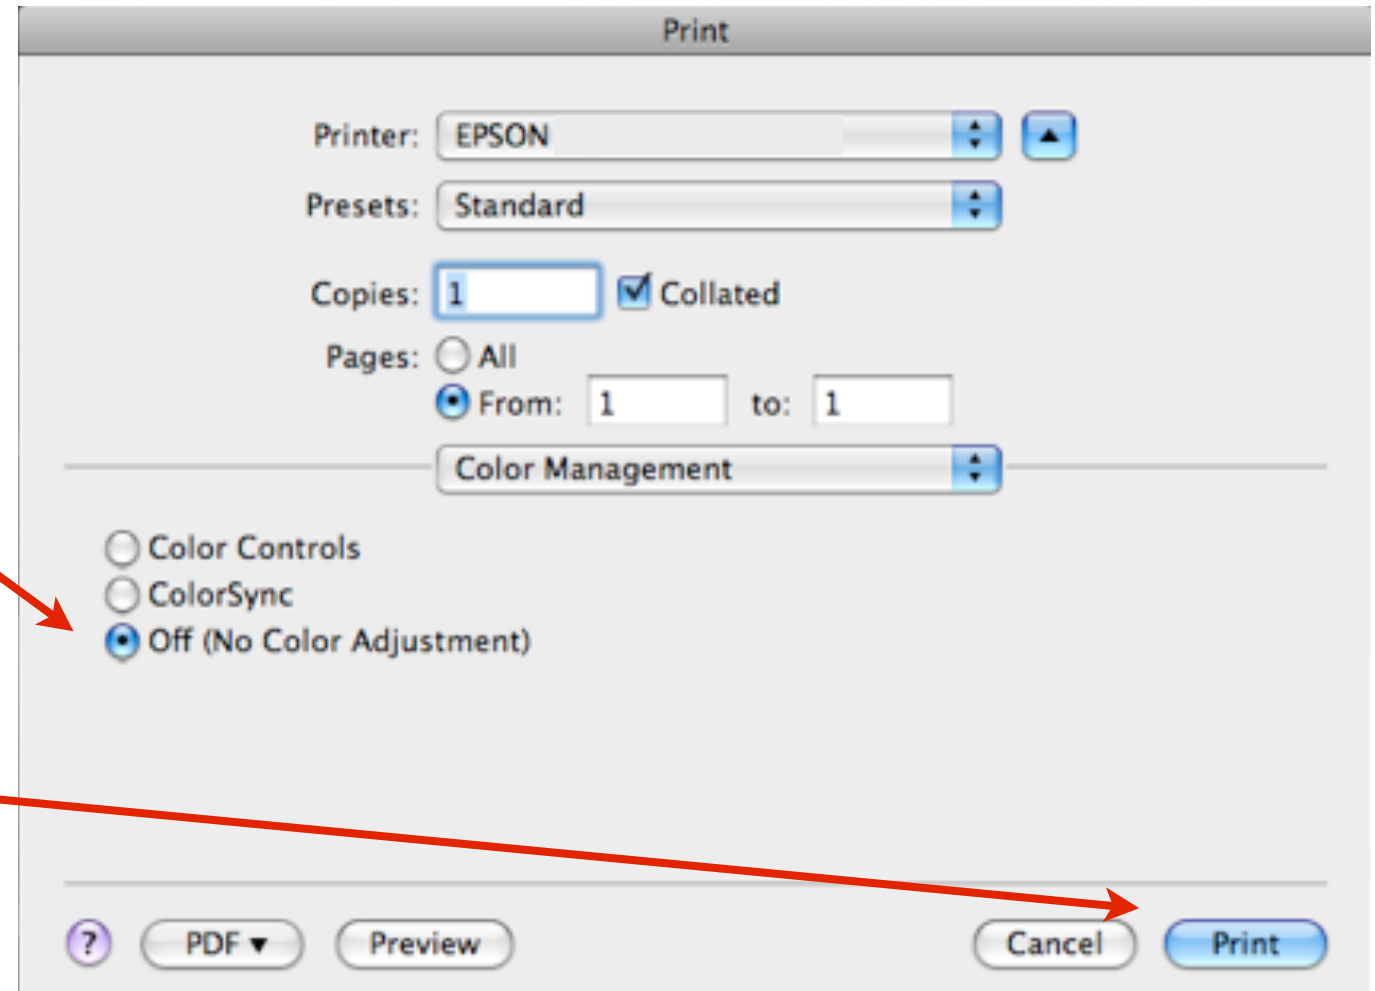 Print
Printer: EPSON
Presets: Standard
Copies: 1 Collated
Pages: All
From: 1 to: 1
Color Management
Color Controls
ColorSync
Off (No Color Adjustment)
? PDF Preview Cancel Print